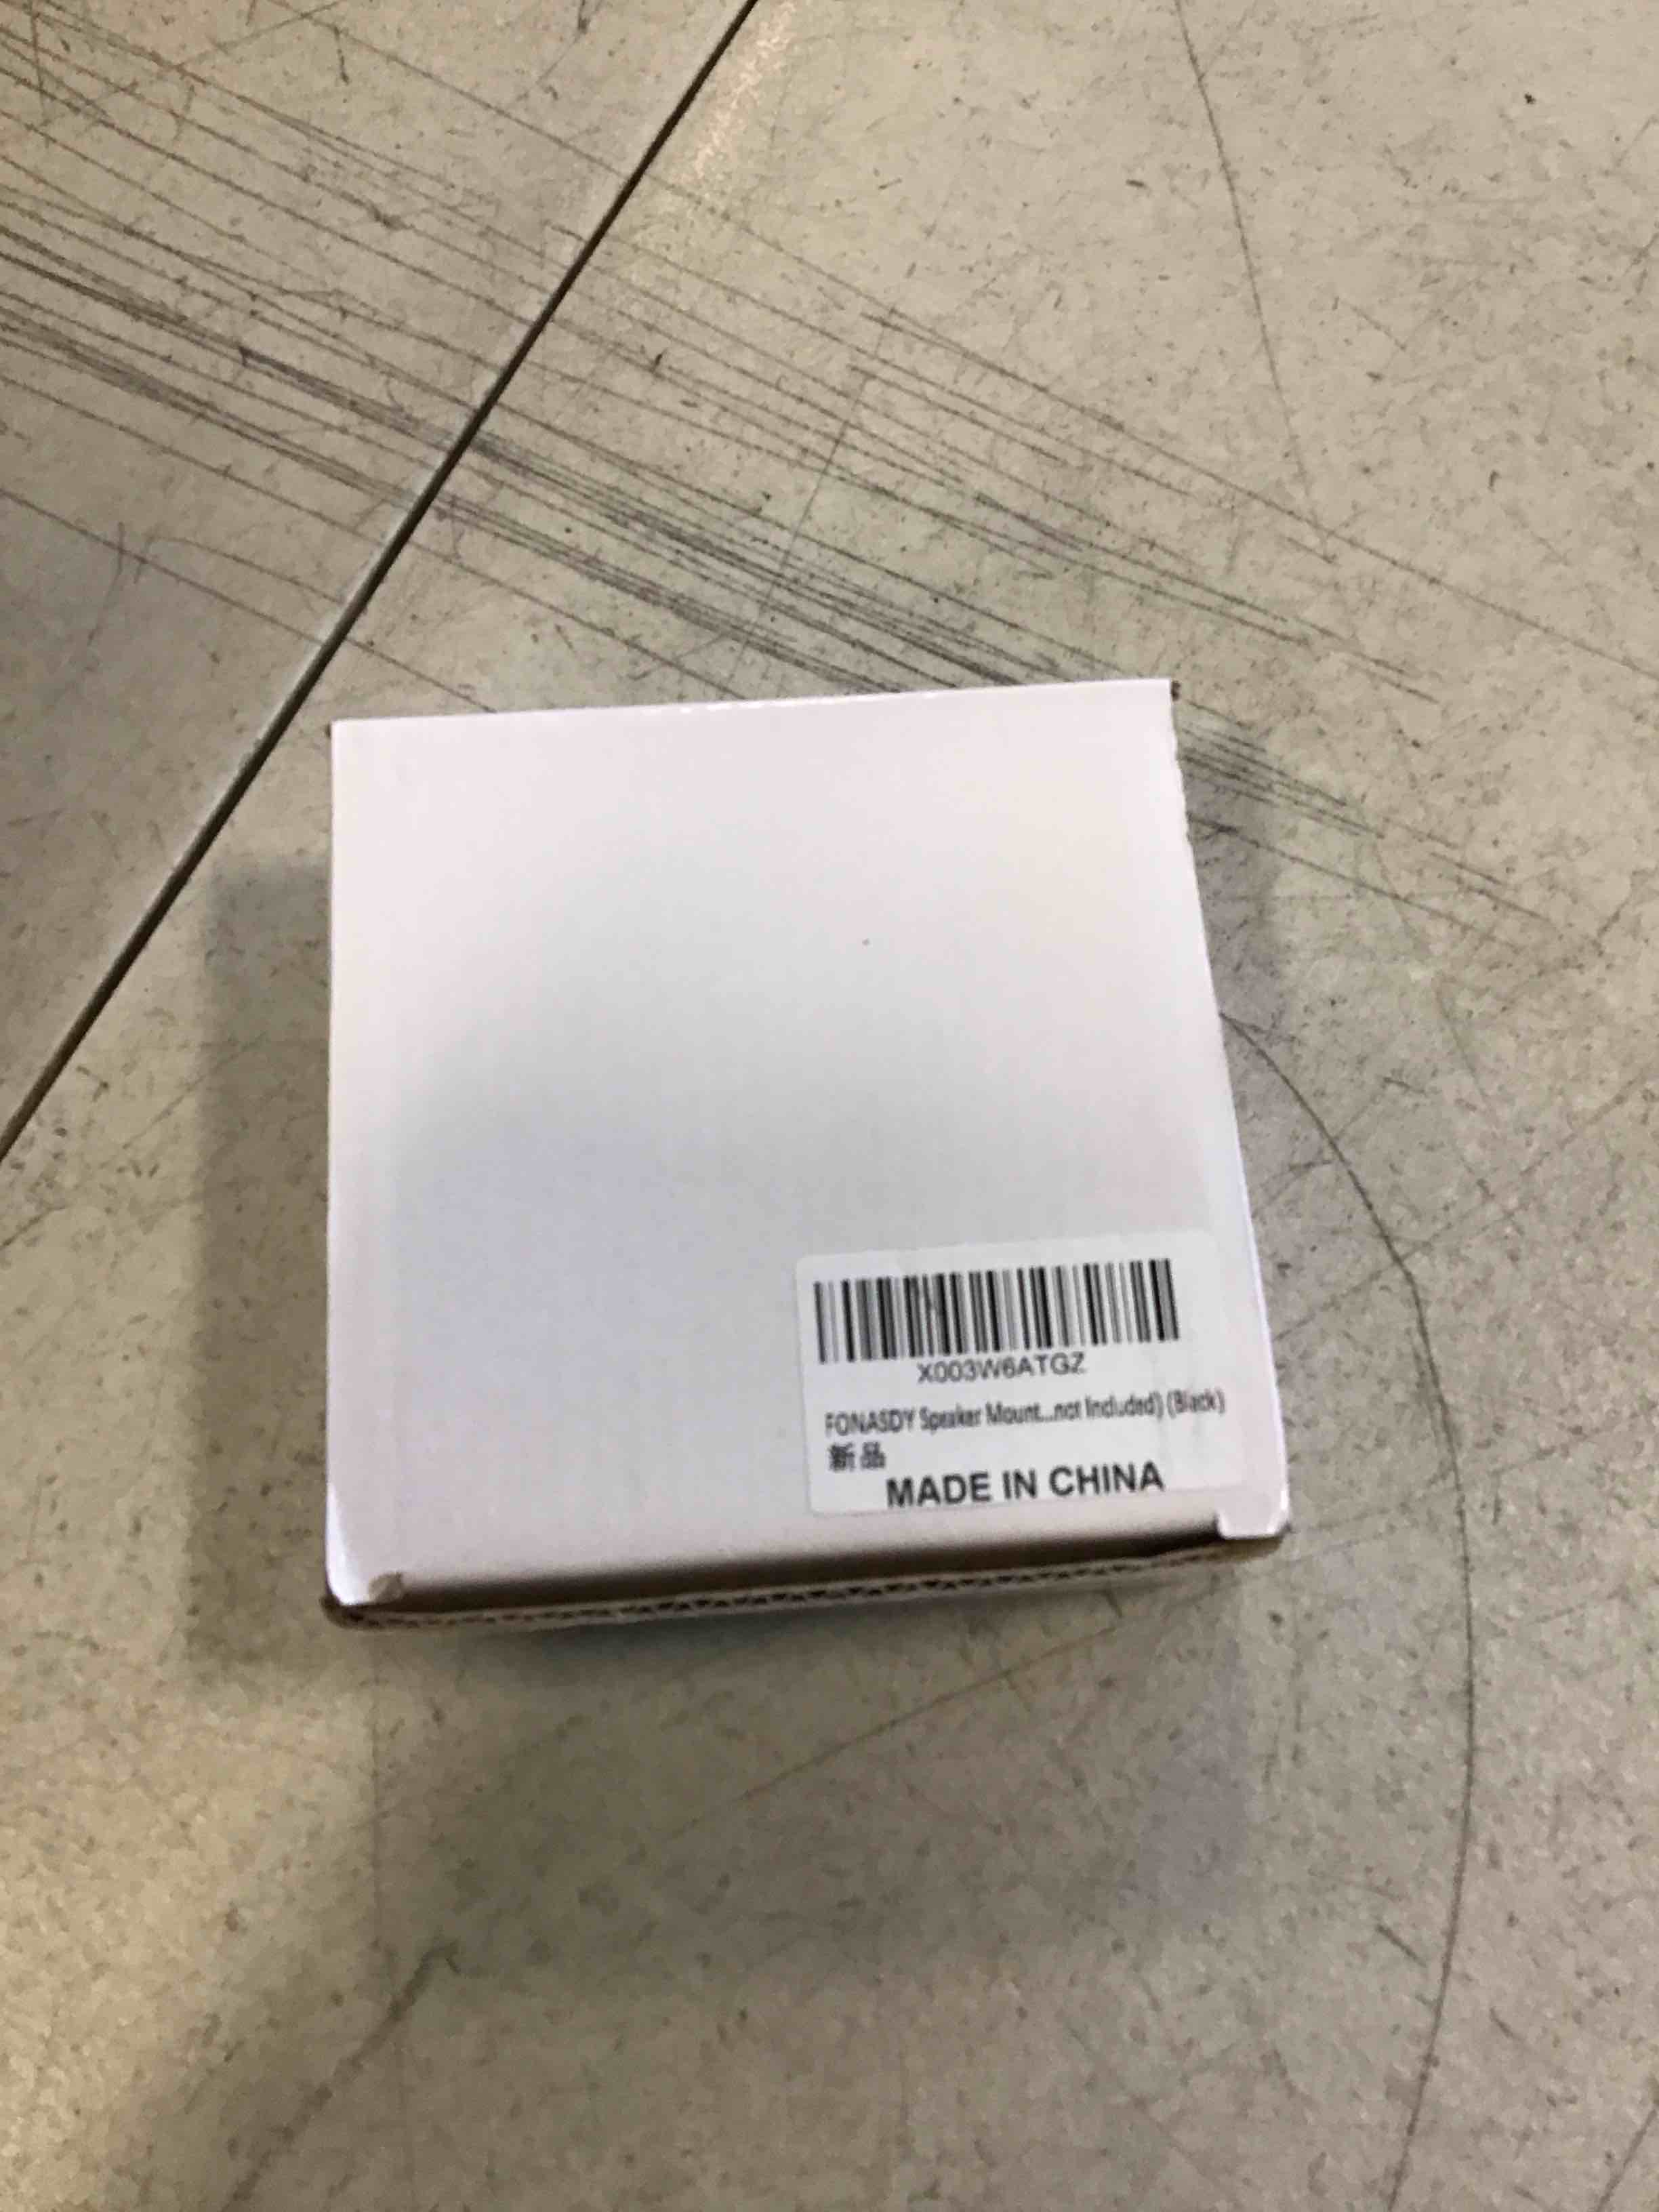 X003W6ATGZ
FONASDY Speaker Mount...not Included) (Black)
新品
MADE IN CHINA